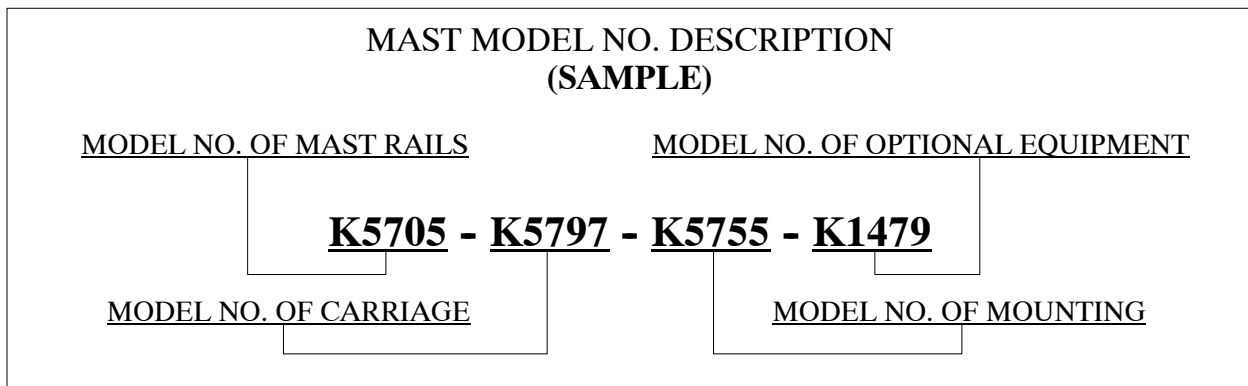 MAST MODEL NO. DESCRIPTION
(SAMPLE)
MODEL NO. OF MAST RAILS
MODEL NO. OF OPTIONAL EQUIPMENT
K5705 - K5797 - K5755 - K1479
MODEL NO. OF CARRIAGE
MODEL NO. OF MOUNTING